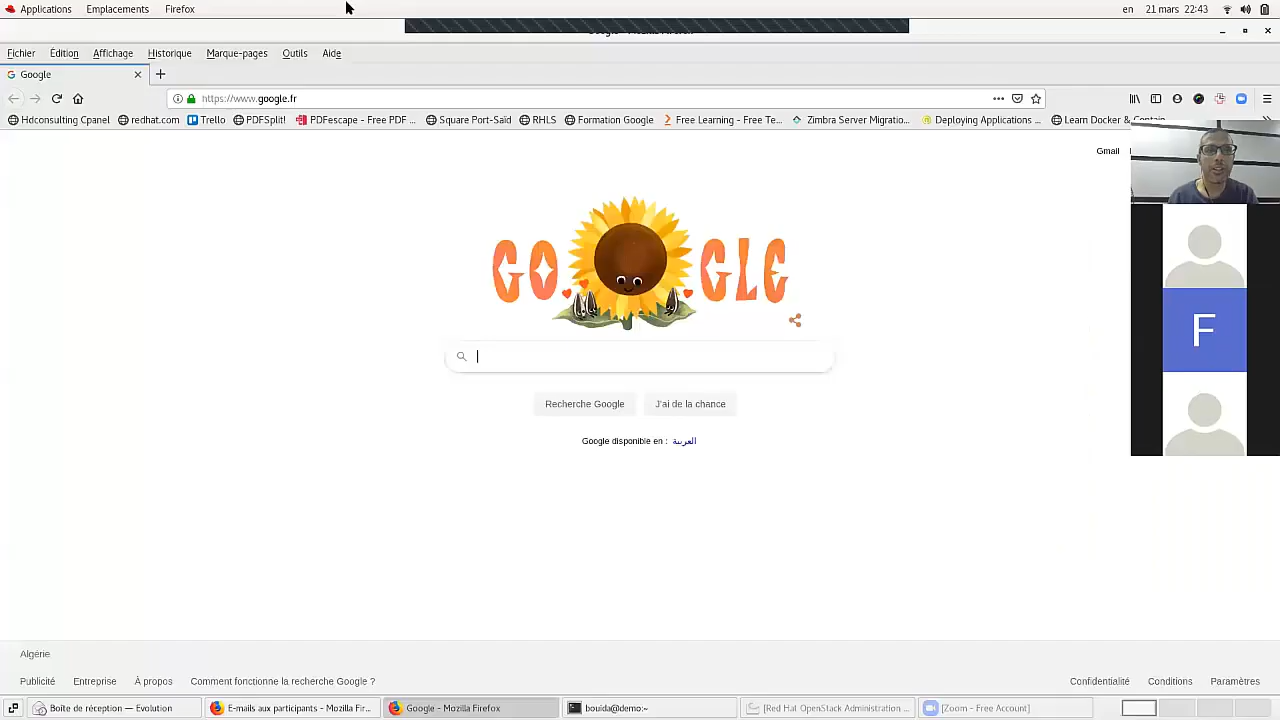 Applications Emplacements Firefox en 21 mars 22:43
Fichier Édition Affichage Historique Marque-pages Outils Aide
Google
https://www.google.fr
Hdconsulting Cpanel redhat.com Trello PDFSplit! PDFescape - Free PDF ... Square Port-Saïd RHLS Formation Google Free Learning - Free Te... Zimbra Server Migratio... Deploying Applications ... Learn Docker & Contain
Gmail
GOOGLE
Recherche Google J'ai de la chance
Google disponible en : العربية
F
Algérie
Publicité Entreprise À propos Comment fonctionne la recherche Google ? Confidentialité Conditions Paramètres
Boîte de réception — Evolution E-mails aux participants - Mozilla Fir... Google - Mozilla Firefox bouida@demo:~ [Red Hat OpenStack Administration ... [Zoom - Free Account]